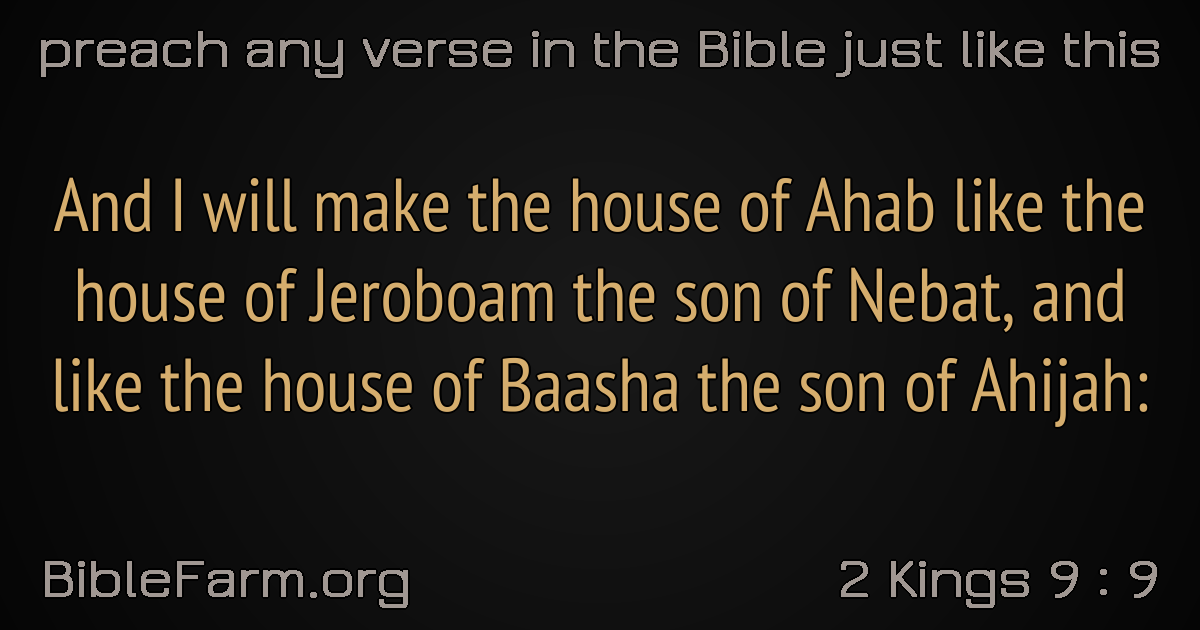 preach any verse in the Bible just like this
And I will make the house of Ahab like the
house of Jeroboam the son of Nebat, and
like the house of Baasha the son of Ahijah:
BibleFarm.org
2 Kings 9 : 9